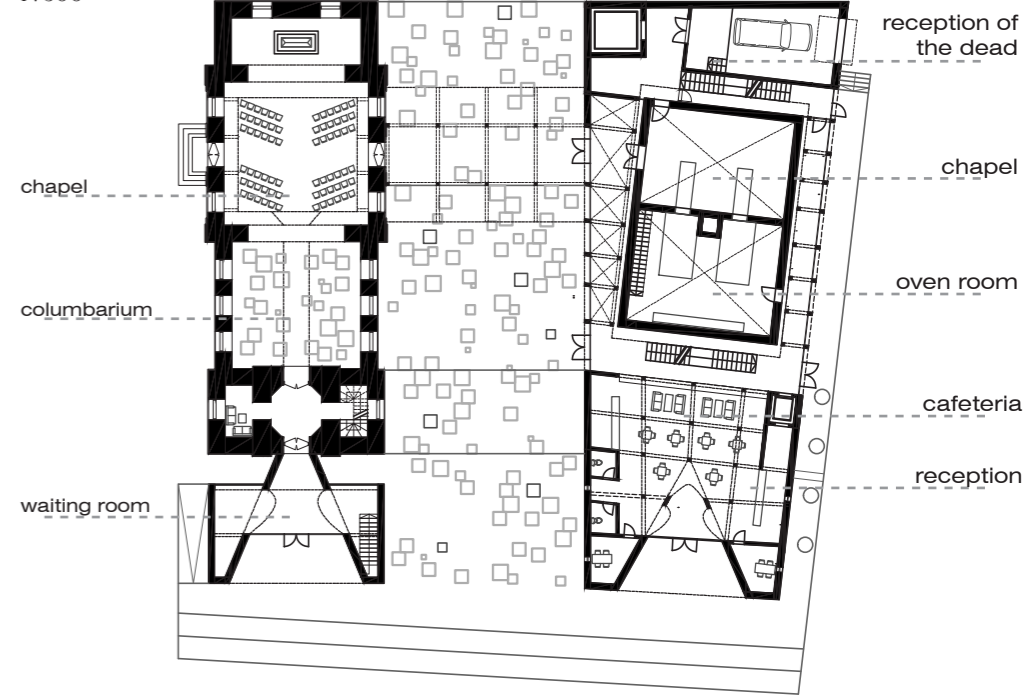 reception of
the dead
chapel
chapel
oven room
columbarium
cafeteria
reception
waiting room